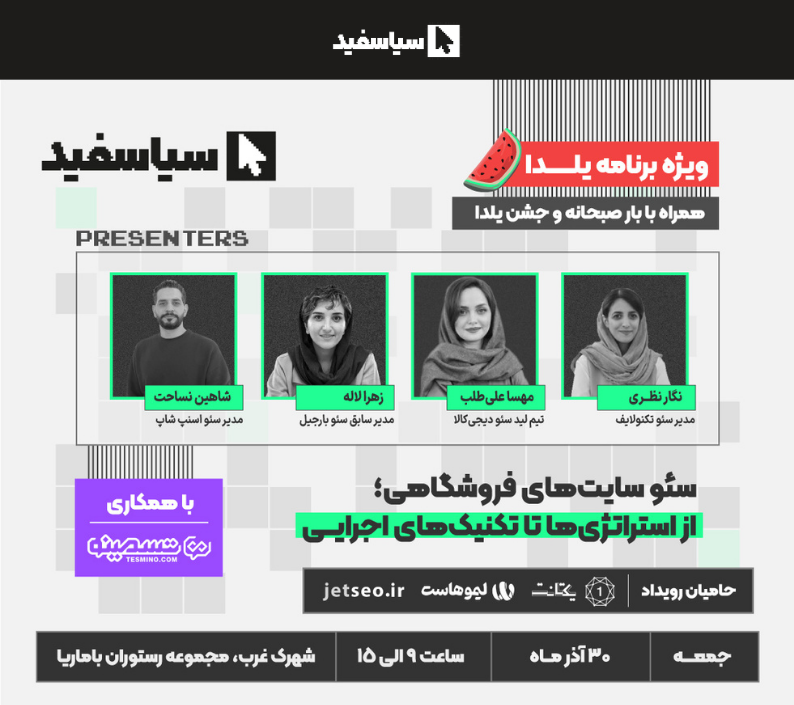 سیاسفید
سیاسفید
ویژه برنامه یلدا
همراه با بار صبحانه و جشن یلدا
PRESENTERS
نگار نظری
مدیر سئو تکنولایف
مهسا علی‌طلب
تیم لید سئو دیجی‌کالا
زهرا لاله
مدیر سابق سئو بارجیل
شاهین نساحت
مدیر سئو اسنپ شاپ
سئو سایت‌های فروشگاهی؛
از استراتژی‌ها تا تکنیک‌های اجرایی
با همکاری
تسمینو
TESMINO.COM
حامیان رویداد
1 یکتانت
لیموهاست
jetseo.ir
جمعه
۳۰ آذر ماه
ساعت ۹ الی ۱۵
شهرک غرب، مجموعه رستوران باماریا